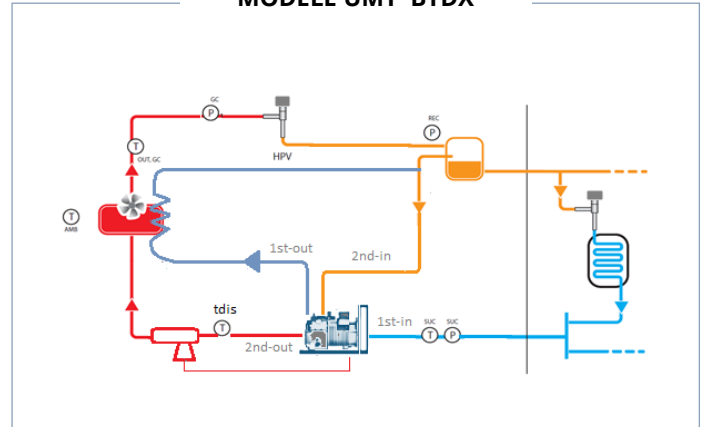 MODELE UMT BTDX
GC
P
REC
P
T
OUT, GC
HPV
T
AMB
1st-out
2nd-in
tdis
T
2nd-out
1st-in
SUC
SUC
T
P